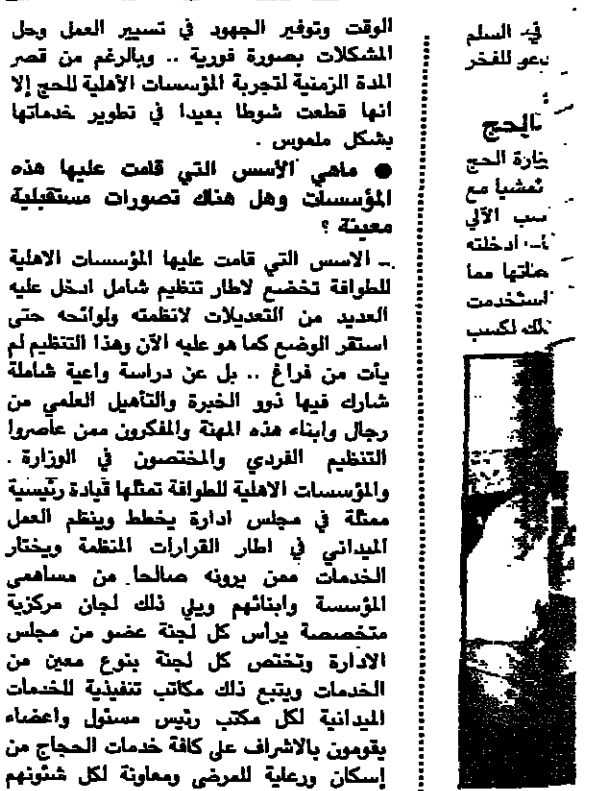 في السلم
يدعو للفخر
الحج
وزارة الحج
تمشيا مع
الآلي
ادخلته
مما
استخدمت
ذلك لكسب
الوقت وتوفير الجهود في تسيير العمل وحل
المشكلات بصورة فورية .. وبالرغم من قصر
المدة الزمنية لتجربة المؤسسات الأهلية للحج إلا
انها قطعت شوطا بعيدا في تطوير خدماتها
بشكل ملموس .
● ماهي الأسس التي قامت عليها هذه
المؤسسات وهل هناك تصورات مستقبلية
معينة ؟
ـ الاسس التي قامت عليها المؤسسات الاهلية
للطوافة تخضع لاطار تنظيم شامل ادخل عليه
العديد من التعديلات لانظمته ولوائحه حتى
استقر الوضع كما هو عليه الآن وهذا التنظيم لم
يأت من فراغ .. بل عن دراسة واعية شاملة
شارك فيها ذوو الخبرة والتأهيل العلمي من
رجال وابناء هذه المهنة والمفكرون ممن عاصروا
التنظيم الفردي والمختصون في الوزارة .
والمؤسسات الاهلية للطوافة تمثلها قيادة رئيسية
ممثلة في مجلس ادارة يخطط وينظم العمل
الميداني في اطار القرارات المنظمة ويختار
الخدمات ممن يرونه صالحا من مساهمى
المؤسسة وابنائهم ويلي ذلك لجان مركزية
متخصصة يرأس كل لجنة عضو من مجلس
الادارة وتختص كل لجنة بنوع معين من
الخدمات ويتبع ذلك مكاتب تنفيذية للخدمات
الميدانية لكل مكتب رئيس مسئول واعضاء
يقومون بالاشراف على كافة خدمات الحجاج من
إسكان ورعاية للمرضى ومعاونة لكل شئونهم